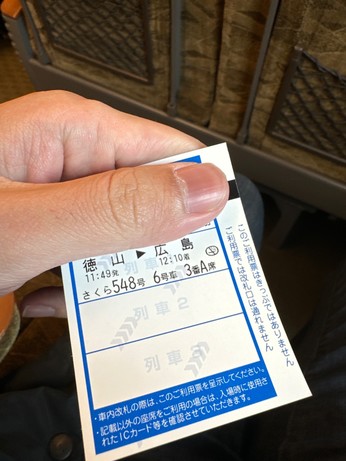 徳 山 ▶ 広 島
11:49発 12:10着
さくら548号 6号車 3番A席
列車 2
列車
・車内改札の際は、このご利用票を呈示してください。
・記載以外の座席をご利用の場合は、入場時に使用さ
れたICカード等を確認させていただきます。
このご利用票はきっぷではありません
ご利用票では改札口は通れません